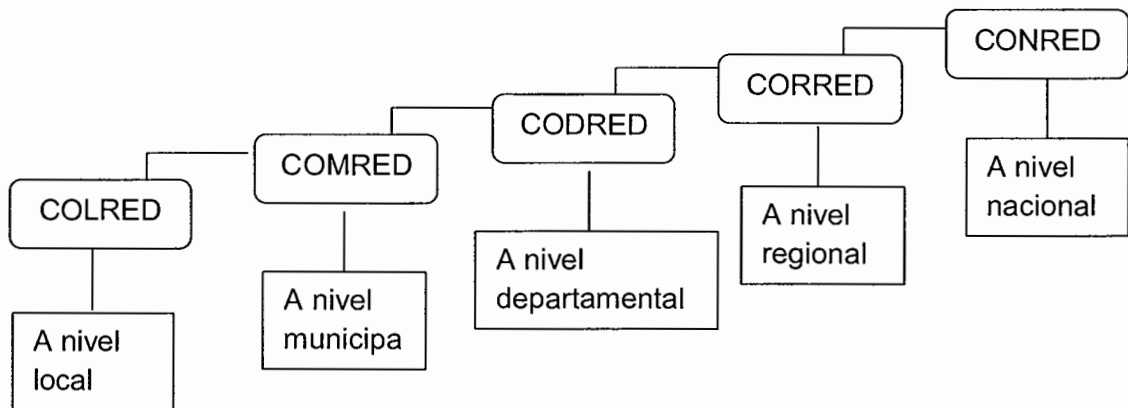 CONRED
CORRED
CODRED
COMRED
COLRED
A nivel
nacional
A nivel
regional
A nivel
departamental
A nivel
municipa
A nivel
local